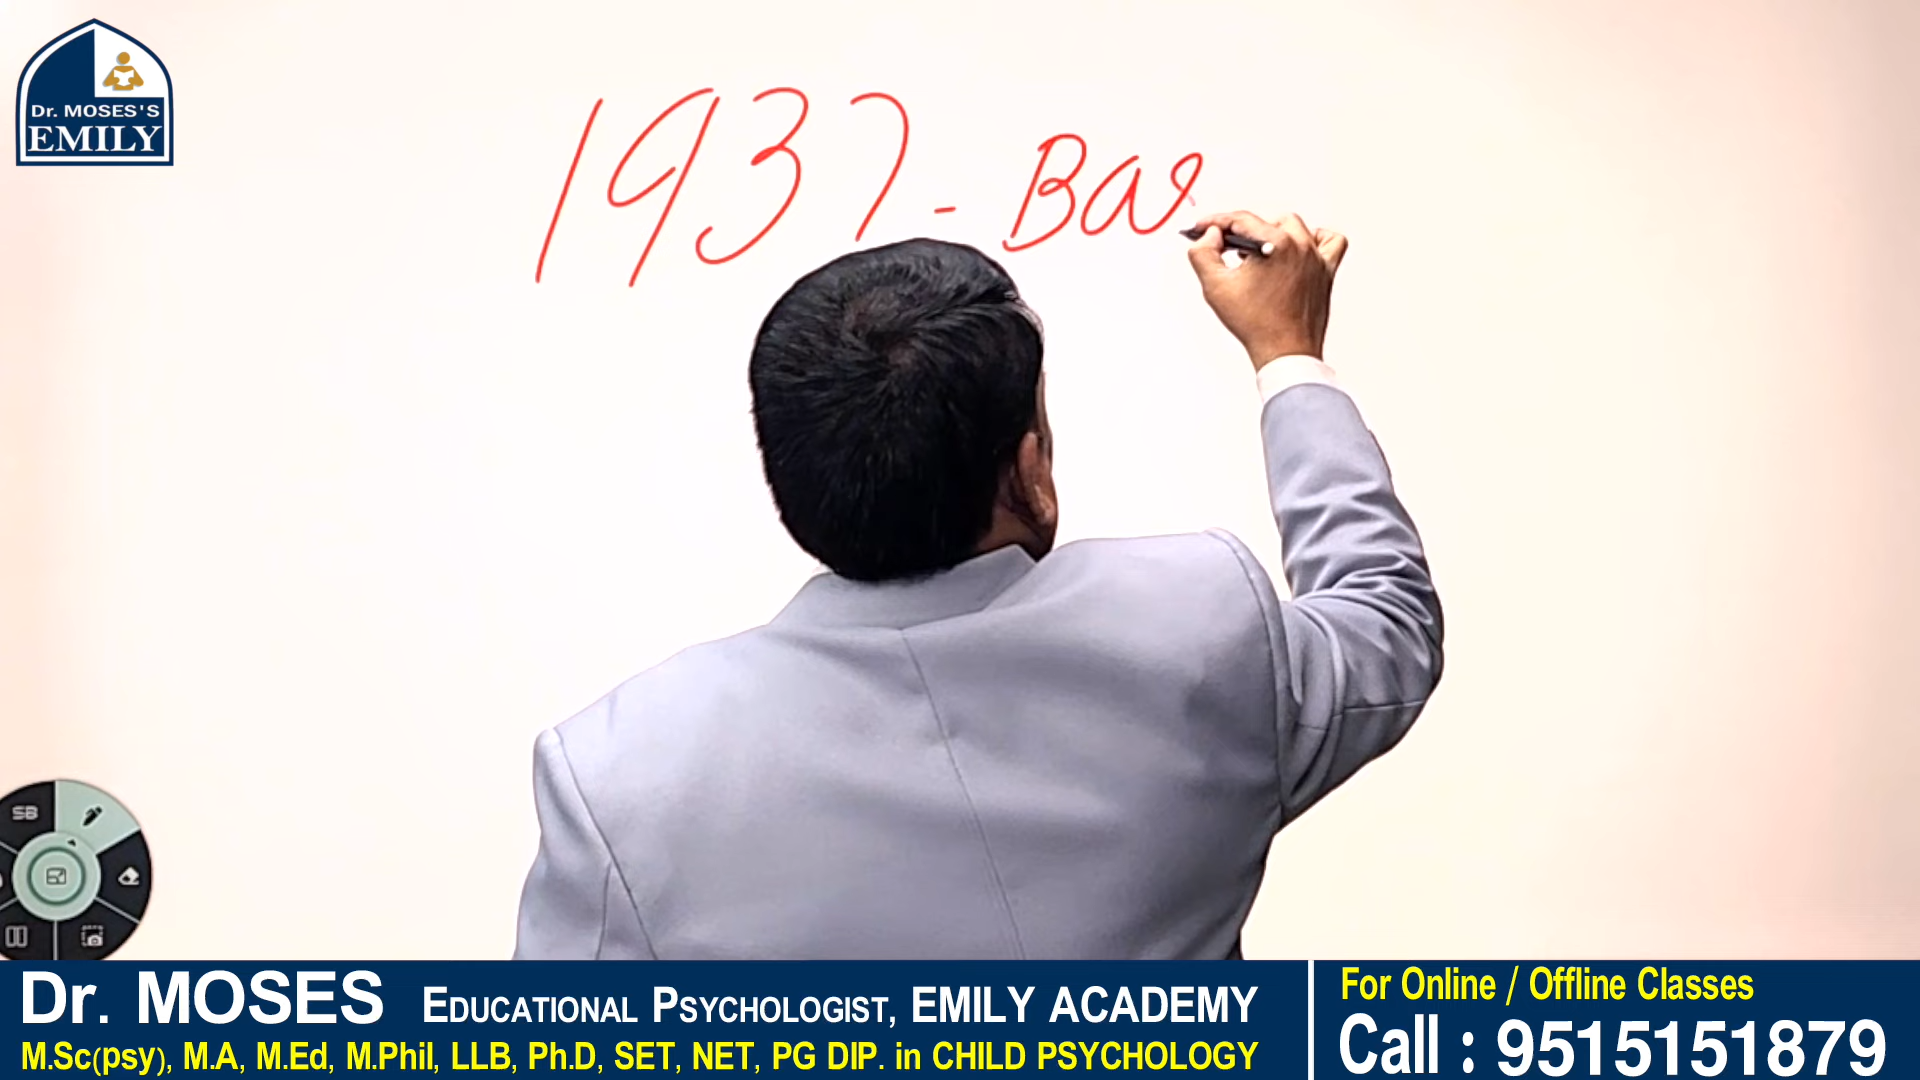 Dr. MOSES'S
EMILY
1937 - Bas
SB
Dr. MOSES EDUCATIONAL PSYCHOLOGIST, EMILY ACADEMY
M.Sc(psy), M.A, M.Ed, M.Phil, LLB, Ph.D, SET, NET, PG DIP. in CHILD PSYCHOLOGY
For Online / Offline Classes
Call : 9515151879